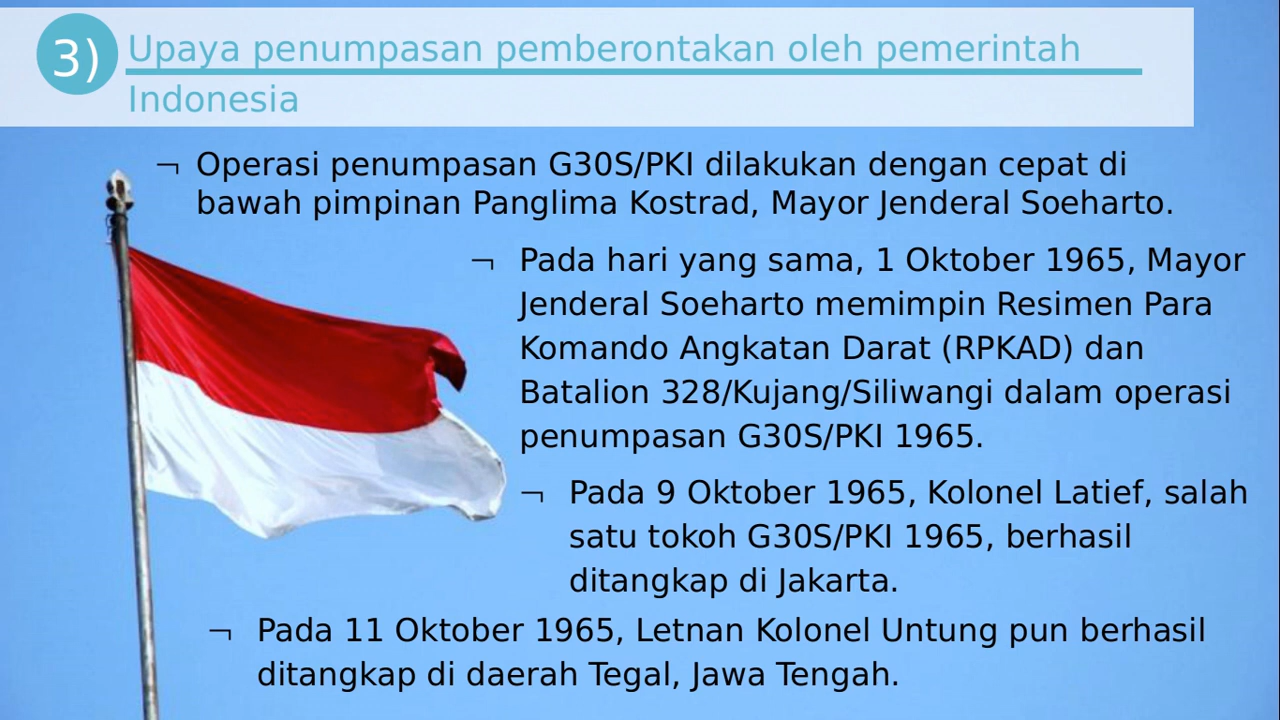 3) Upaya penumpasan pemberontakan oleh pemerintah
Indonesia
¬ Operasi penumpasan G30S/PKI dilakukan dengan cepat di
bawah pimpinan Panglima Kostrad, Mayor Jenderal Soeharto.
¬ Pada hari yang sama, 1 Oktober 1965, Mayor
Jenderal Soeharto memimpin Resimen Para
Komando Angkatan Darat (RPKAD) dan
Batalion 328/Kujang/Siliwangi dalam operasi
penumpasan G30S/PKI 1965.
¬ Pada 9 Oktober 1965, Kolonel Latief, salah
satu tokoh G30S/PKI 1965, berhasil
ditangkap di Jakarta.
¬ Pada 11 Oktober 1965, Letnan Kolonel Untung pun berhasil
ditangkap di daerah Tegal, Jawa Tengah.